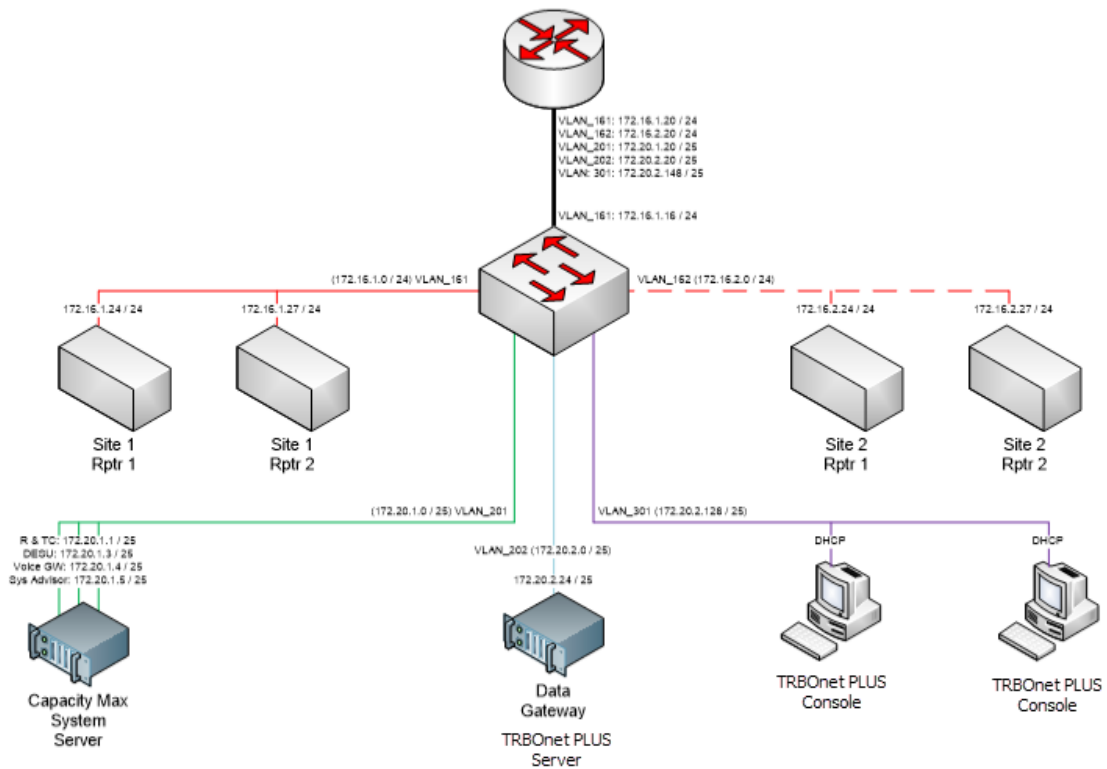 VLAN_161: 172.16.1.20 / 24
VLAN_162: 172.16.2.20 / 24
VLAN_201: 172.20.1.20 / 25
VLAN_202: 172.20.2.20 / 25
VLAN: 301: 172.20.2.148 / 25
VLAN_161: 172.16.1.16 / 24
(172.16.1.0 / 24) VLAN_161
VLAN_162 (172.16.2.0 / 24)
172.16.1.24 / 24
172.16.1.27 / 24
172.16.2.24 / 24
172.16.2.27 / 24
Site 1
Rptr 1
Site 1
Rptr 2
Site 2
Rptr 1
Site 2
Rptr 2
(172.20.1.0 / 25) VLAN_201
VLAN_301 (172.20.2.128 / 25)
R & TC: 172.20.1.1 / 25
DESU: 172.20.1.3 / 25
Voice GW: 172.20.1.4 / 25
Sys Advisor: 172.20.1.5 / 25
VLAN_202 (172.20.2.0 / 25)
172.20.2.24 / 25
DHCP
DHCP
Capacity Max
System
Server
Data
Gateway
TRBOnet PLUS
Server
TRBOnet PLUS
Console
TRBOnet PLUS
Console